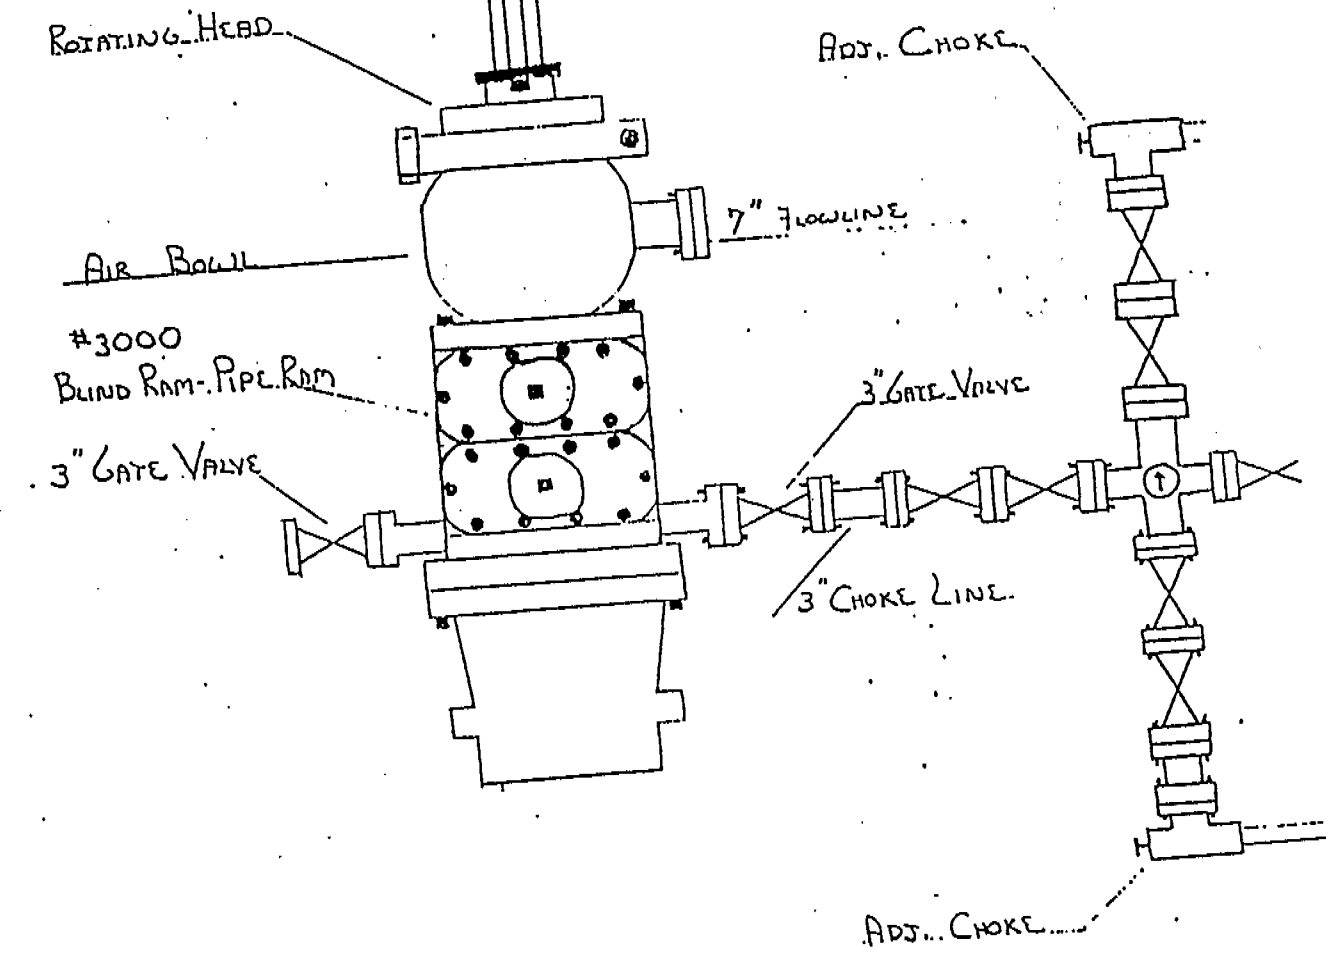 ROTATING HEAD
ADJ. CHOKE
7" FLOWLINE
AIR BOWL
#3000
BLIND RAM-PIPE RAM
3" GATE VALVE
3" GATE VALVE
3" CHOKE LINE
ADJ. CHOKE